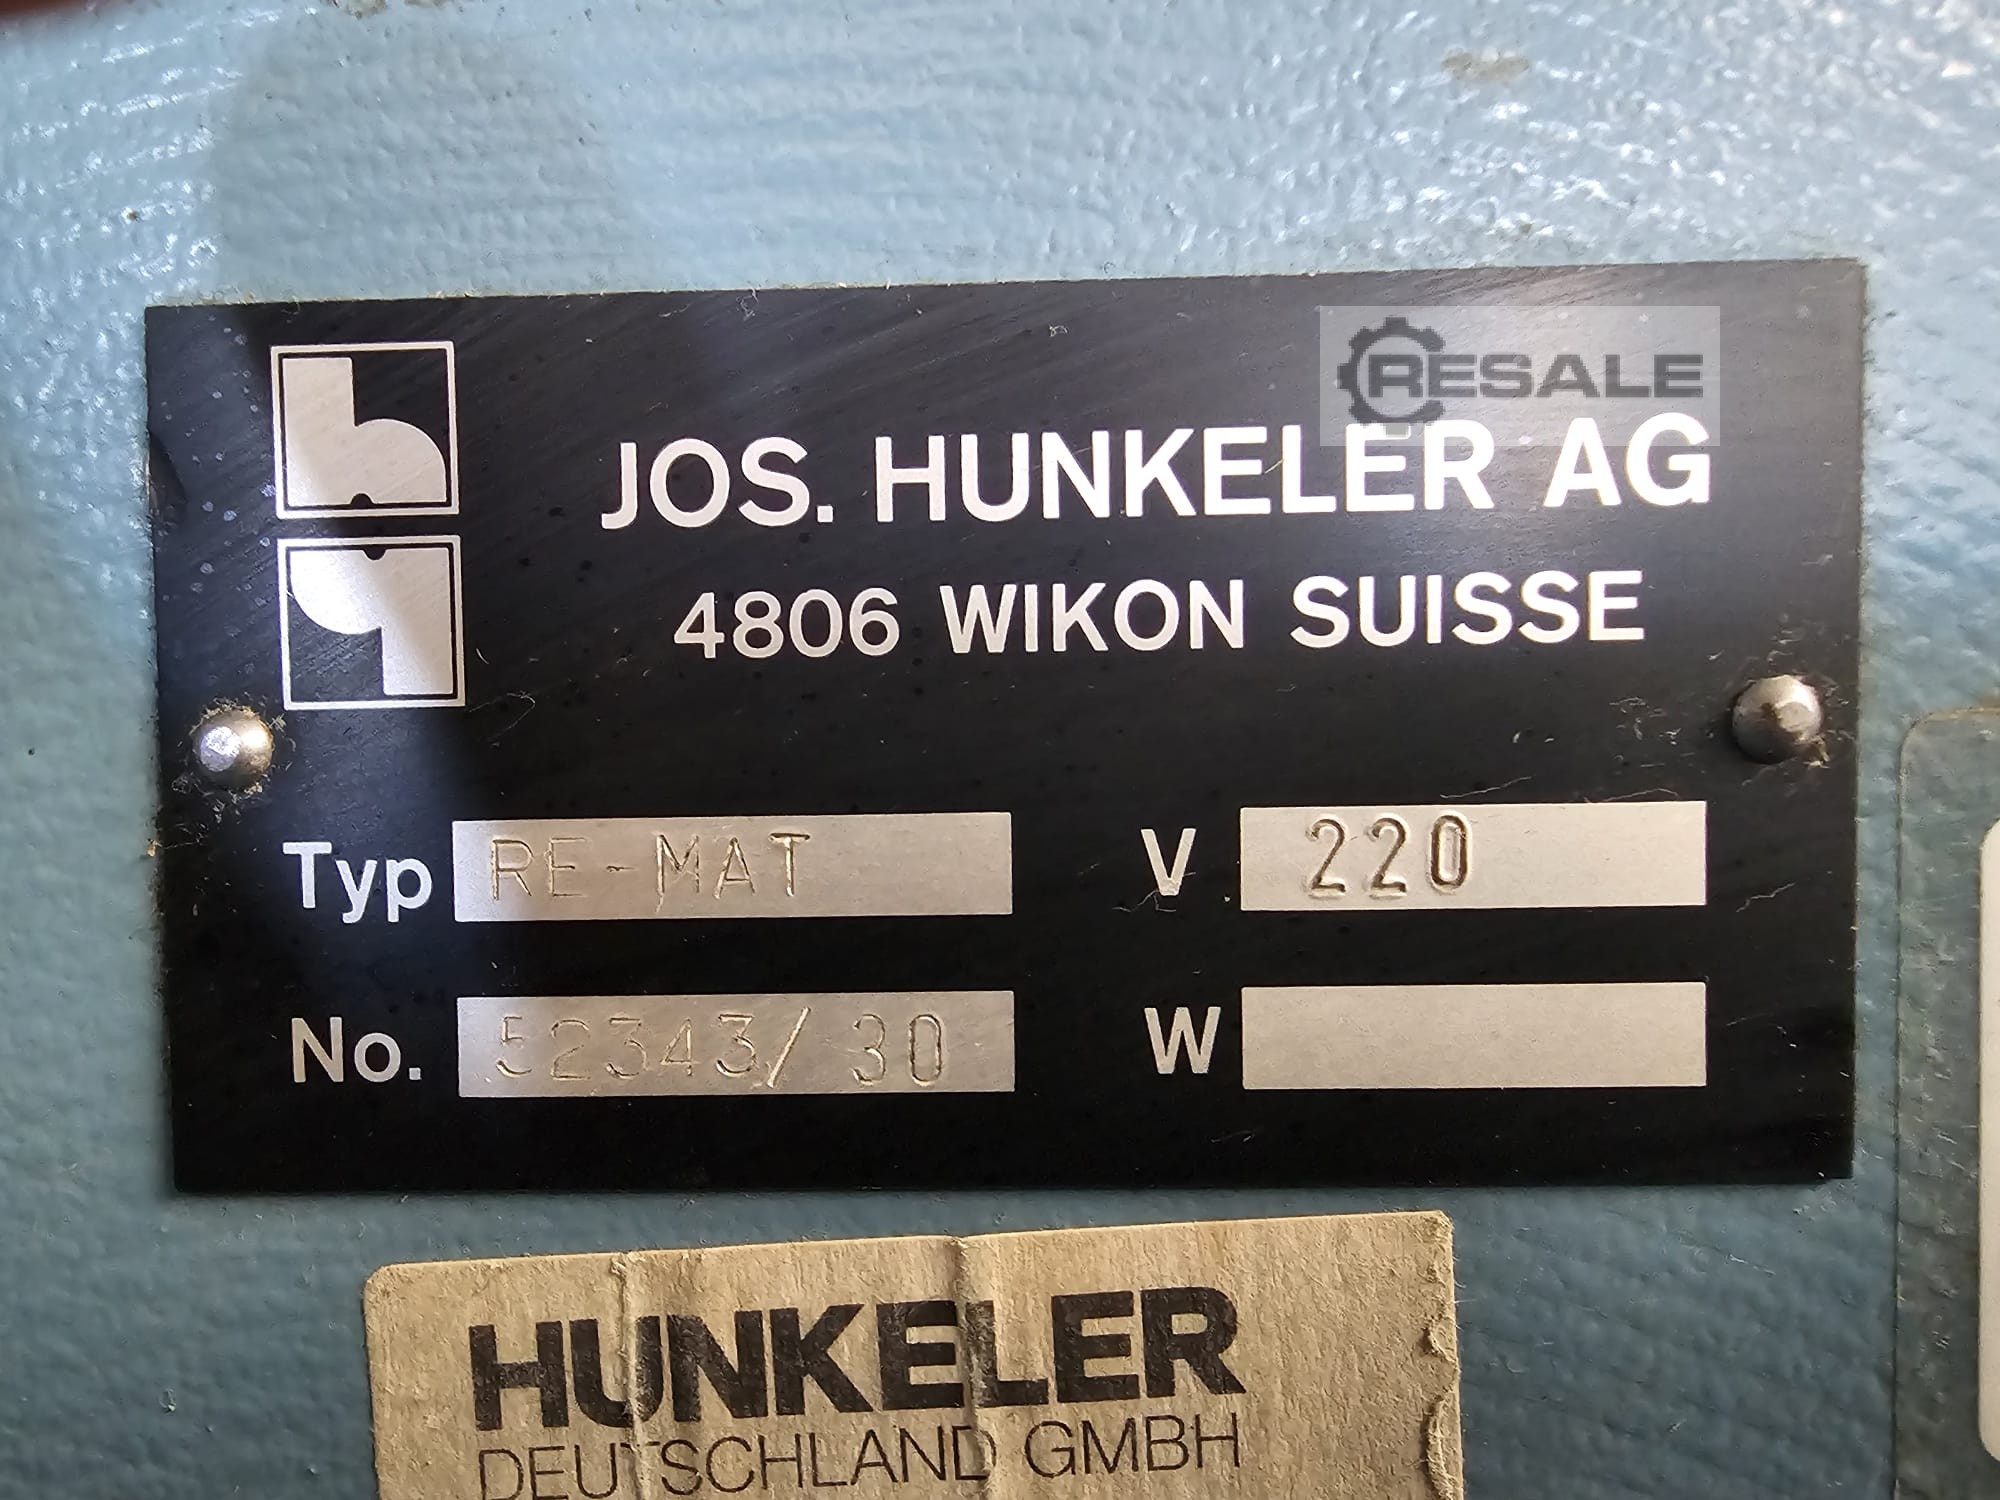 RESALE
JOS. HUNKELER AG
4806 WIKON SUISSE
Typ RE-MAT V 220
No. 52343/30 W
HUNKELER
DEUTSCHLAND GMBH